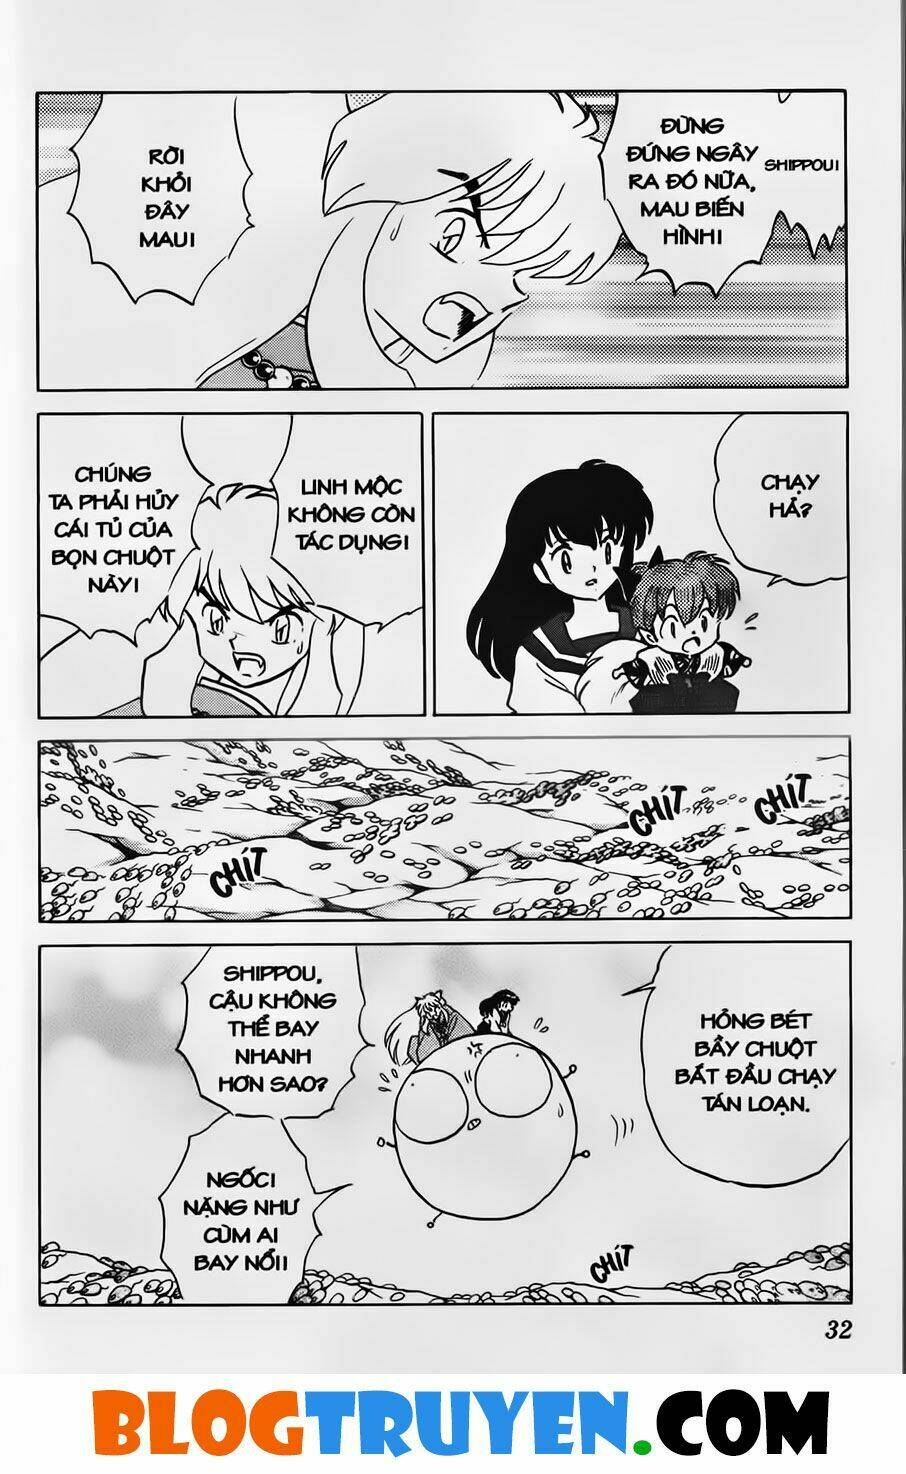 SHIPPOU!
ĐỪNG
ĐỨNG NGÂY
RA ĐÓ NỮA,
MAU BIẾN
HÌNH!
RỜI
KHỎI
ĐÂY
MAU!
CHẠY
HẢ?
LINH MỘC
KHÔNG CÒN
TÁC DỤNG!
CHÚNG
TA PHẢI HỦY
CÁI TỦ CỦA
BỌN CHUỘT
NÀY!
CHÍT
CHÍT
CHÍT
HỎNG BÉT
BẦY CHUỘT
BẮT ĐẦU CHẠY
TÁN LOẠN.
SHIPPOU,
CẬU KHÔNG
THỂ BAY
NHANH
HƠN SAO?
NGỐC!
NẶNG NHƯ
CÙM AI
BAY NỔI!
CHÍT
32
BLOGTRUYEN.COM